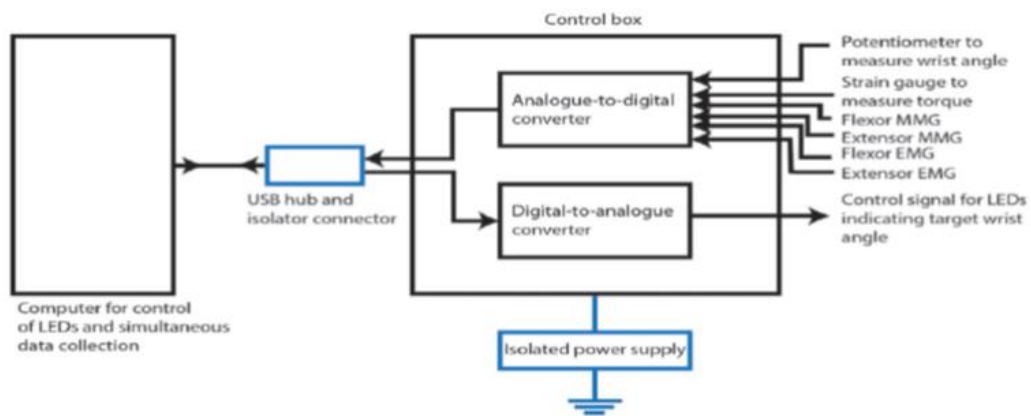 Control box
Potentiometer to
measure wrist angle
Strain gauge to
measure torque
Flexor MMG
Extensor MMG
Flexor EMG
Extensor EMG
Analogue-to-digital
converter
USB hub and
isolator connector
Digital-to-analogue
converter
Control signal for LEDs
indicating target wrist
angle
Computer for control
of LEDs and simultaneous
data collection
Isolated power supply